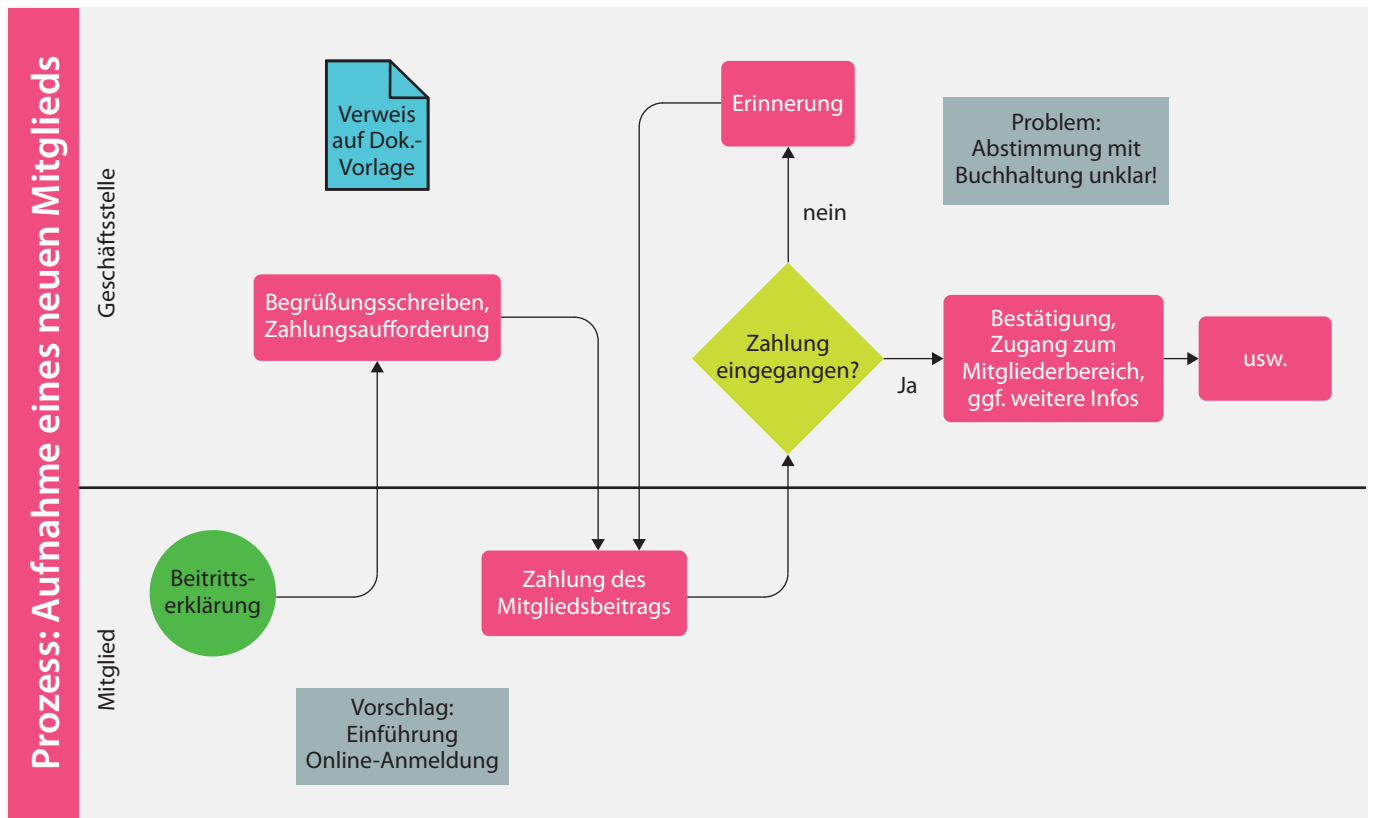 Prozess: Aufnahme eines neuen Mitglieds
Geschäftsstelle
Verweis
auf Dok.-
Vorlage
Erinnerung
Problem:
Abstimmung mit
Buchhaltung unklar!
nein
Begrüßungsschreiben,
Zahlungsaufforderung
Zahlung
eingegangen?
Ja
Bestätigung,
Zugang zum
Mitgliederbereich,
ggf. weitere Infos
usw.
Mitglied
Beitritts-
erklärung
Zahlung des
Mitgliedsbeitrags
Vorschlag:
Einführung
Online-Anmeldung